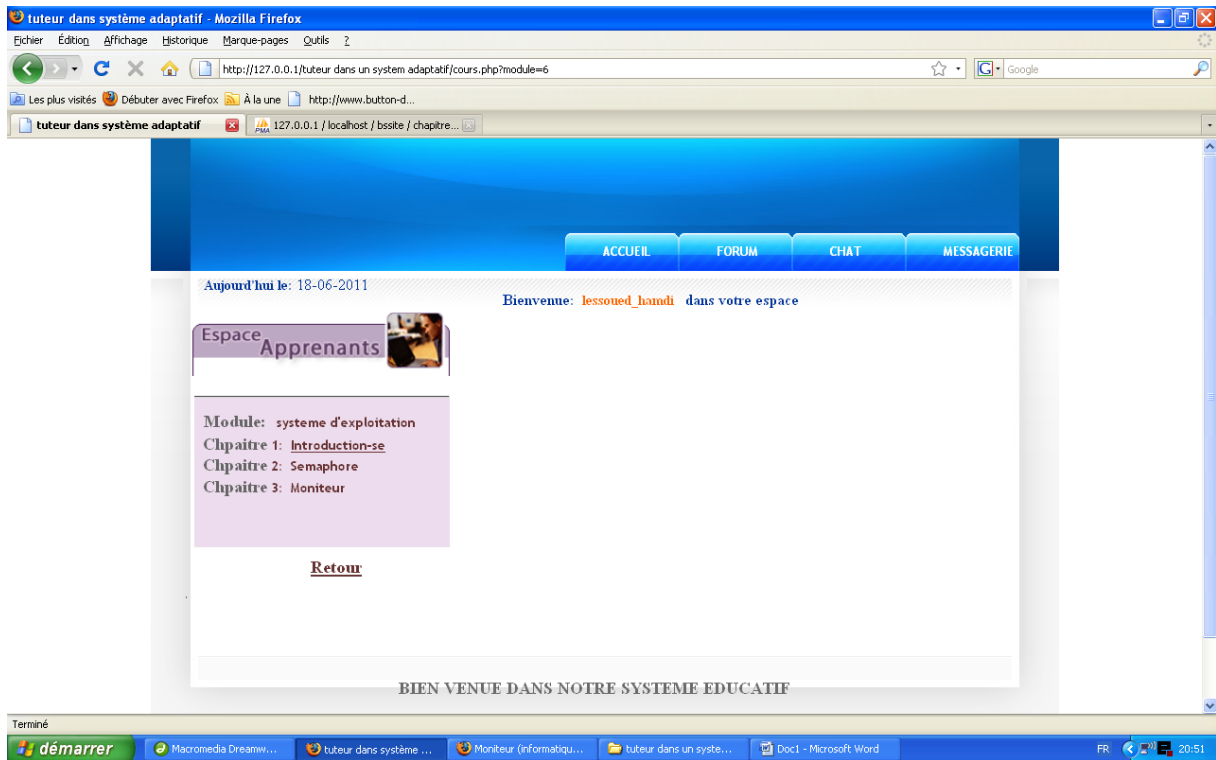 tuteur dans système adaptatif - Mozilla Firefox
Fichier Édition Affichage Historique Marque-pages Outils ?
http://127.0.0.1/tuteur dans un system adaptatif/cours.php?module=6 Google
Les plus visités Débuter avec Firefox À la une http://www.button-d...
tuteur dans système adaptatif PMA 127.0.0.1 / localhost / bssite / chapitre...
ACCUEIL FORUM CHAT MESSAGERIE
Aujourd'hui le: 18-06-2011
Bienvenue: lessoued_hamdi dans votre espace
Espace
Apprenants
Module: systeme d'exploitation
Chpaitre 1: Introduction-se
Chpaitre 2: Semaphore
Chpaitre 3: Moniteur
Retour
BIEN VENUE DANS NOTRE SYSTEME EDUCATIF
Terminé
démarrer Macromedia Dreamw... tuteur dans système ... Moniteur (informatiqu... tuteur dans un syste... Doc1 - Microsoft Word FR 20:51